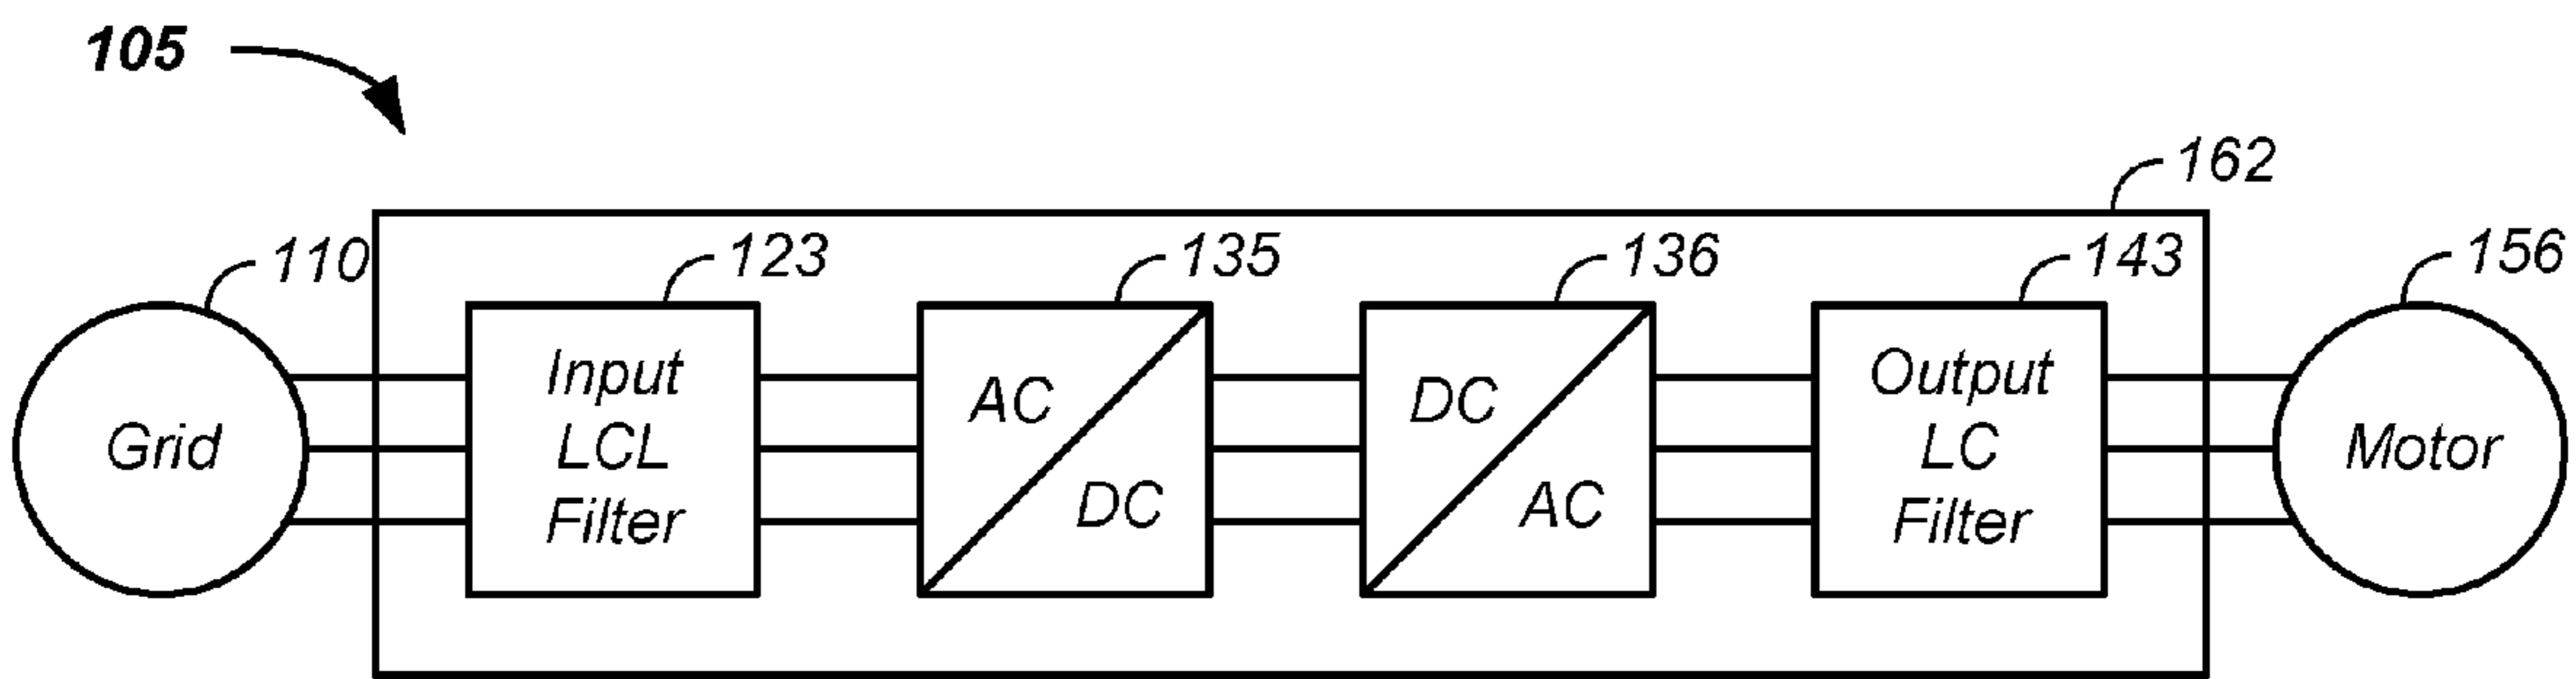 105
162
110
123
135
136
143
156
Grid
Input
LCL
Filter
AC
DC
DC
AC
Output
LC
Filter
Motor